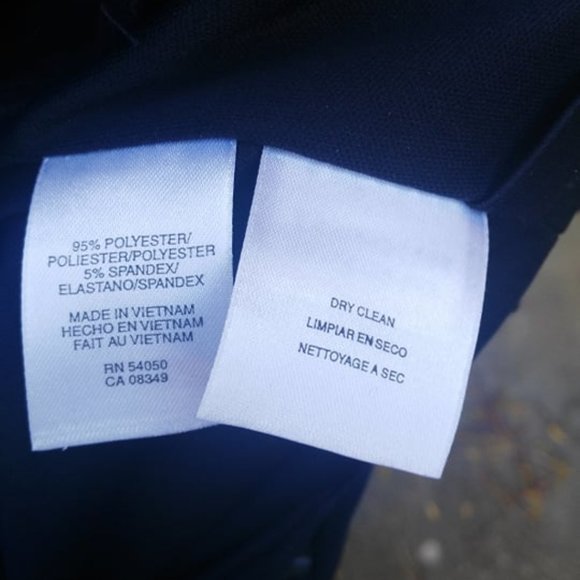 95% POLYESTER/
POLIESTER/POLYESTER
5% SPANDEX/
ELASTANO/SPANDEX
MADE IN VIETNAM
HECHO EN VIETNAM
FAIT AU VIETNAM
RN 54050
CA 08349
DRY CLEAN
LIMPIAR EN SECO
NETTOYAGE A SEC